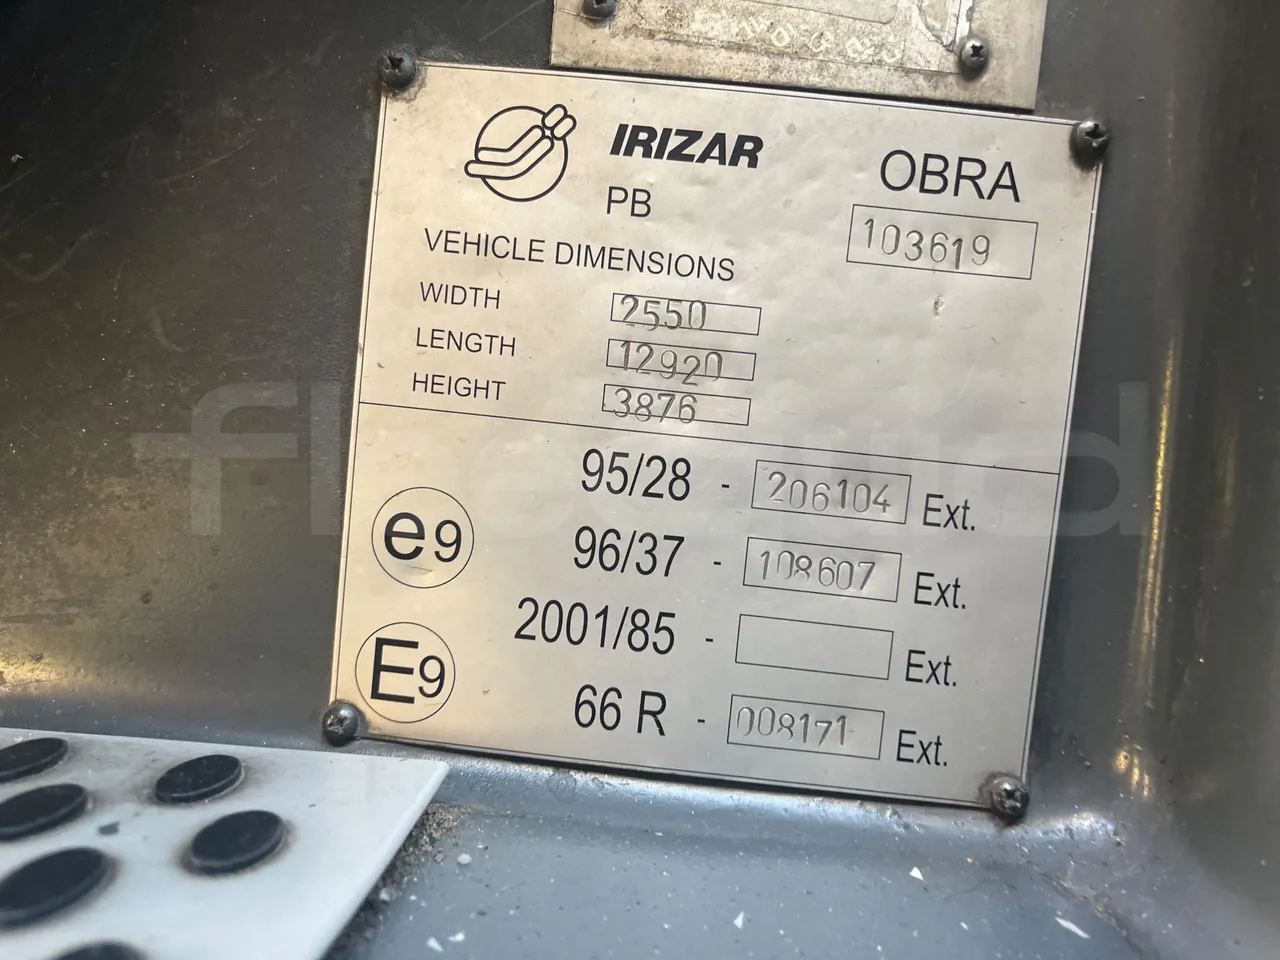 IRIZAR
PB
OBRA
103619
VEHICLE DIMENSIONS
WIDTH 2550
LENGTH 12920
HEIGHT 3876
95/28 - 206104 Ext.
e9 96/37 - 108607 Ext.
2001/85 - Ext.
E9 66 R - 008171 Ext.